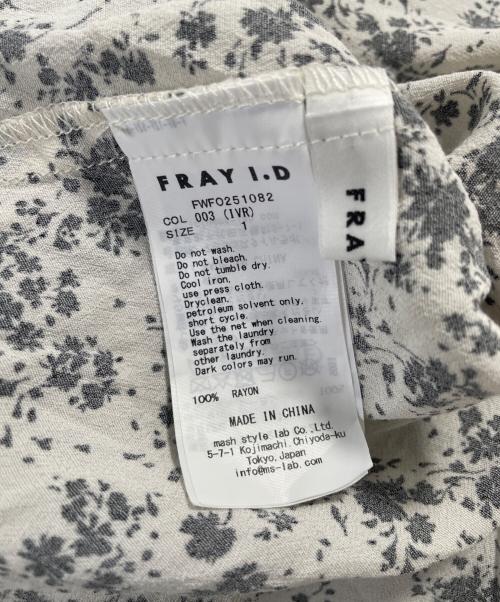 FRAY I.D
FWFO251082
COL 003 (IVR)
SIZE 1
Do not wash.
Do not bleach.
Do not tumble dry.
Cool iron,
use press cloth.
Dryclean.
petroleum solvent only.
short cycle.
Use the net when cleaning.
Wash the laundry
separately from
other laundry.
Dark colors may run.
100% RAYON
MADE IN CHINA
mash style lab Co.,Ltd.
5-7-1 Kojimachi,Chiyoda-ku
Tokyo,Japan
info@ms-lab.com
FRA